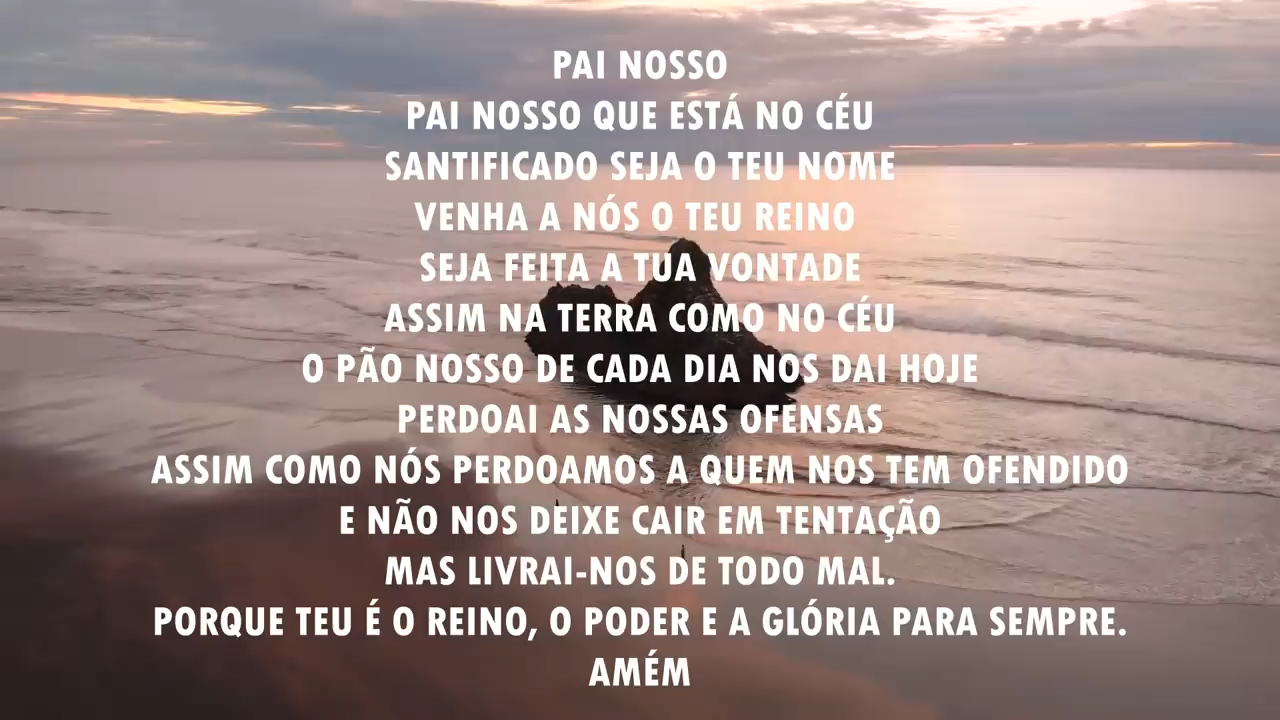 PAI NOSSO
PAI NOSSO QUE ESTÁ NO CÉU
SANTIFICADO SEJA O TEU NOME
VENHA A NÓS O TEU REINO
SEJA FEITA A TUA VONTADE
ASSIM NA TERRA COMO NO CÉU
O PÃO NOSSO DE CADA DIA NOS DAI HOJE
PERDOAI AS NOSSAS OFENSAS
ASSIM COMO NÓS PERDOAMOS A QUEM NOS TEM OFENDIDO
E NÃO NOS DEIXE CAIR EM TENTAÇÃO
MAS LIVRAI-NOS DE TODO MAL.
PORQUE TEU É O REINO, O PODER E A GLÓRIA PARA SEMPRE.
AMÉM